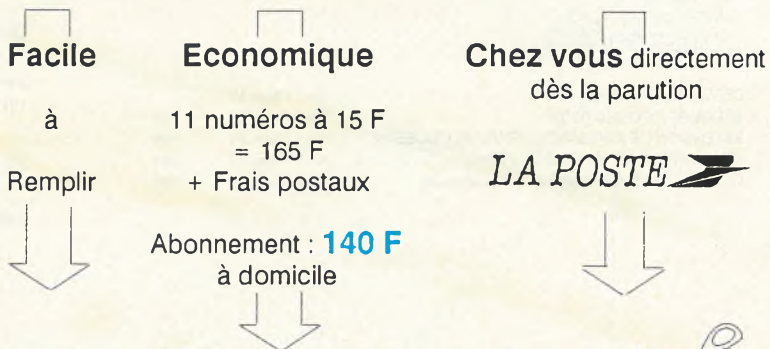 Facile
à
Remplir
Economique
11 numéros à 15 F
= 165 F
+ Frais postaux
Abonnement : 140 F
à domicile
Chez vous directement
dès la parution
LA POSTE